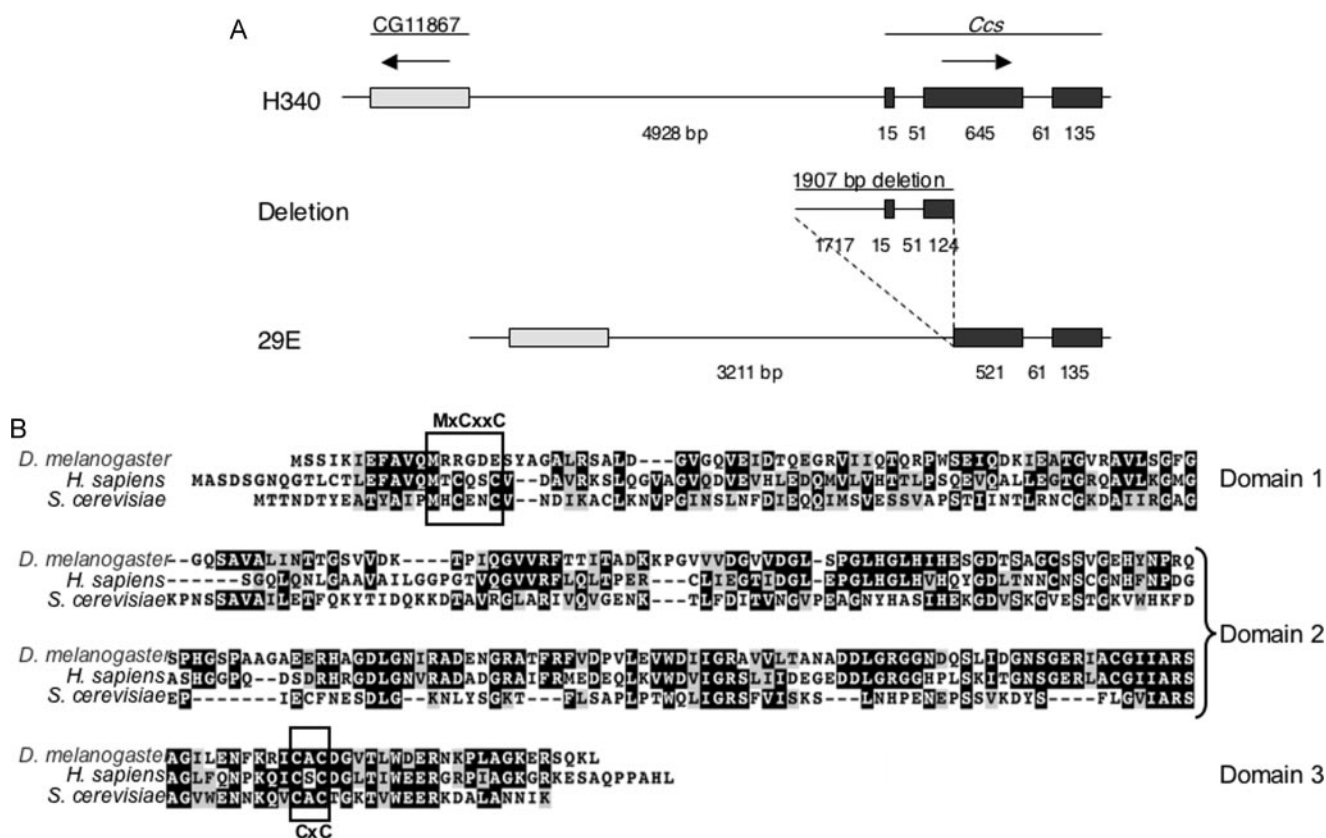 A
CG11867
Ccs
H340
4928 bp 15 51 645 61 135
1907 bp deletion
Deletion
1717 15 51 124
29E
3211 bp 521 61 135
B
MxCxxC
D. melanogaster MSSIKIEFAVQMRRGDESYAGALRSALD---GVGQVEIDTQEGRVIIQTQRPWSEIQDKIEATGVRAVLSGFG
H. sapiens MASDSGNQGTLCTLEFAVQMTCQSCV--DAVRKSLQGVAGVQDVEVHLEDQMVLVHTTLPSQEVQALLEGTGRQAVLKGMG
S. cerevisiae MTTNDTYEATYAIPMHCENCV--NDIKACLKNVPGINSLNFDIEQQIMSVESSVAPSTIINTLRNCGKDAIIRGAG
Domain 1
D. melanogaster --GQSAVALINTTGSVVDK----TPIQGVVRFTTITADKKPGVVVDGVVDGL-SPGLHGLHIHESGDTSAGCSSVGEHYNPRQ
H. sapiens ------SGQLQNLGAAVAILGGPGTVQGVVRFLQLTPER---CLIEGTIDGL-EPGLHGLHVHQYGDLTNNCNSCGNHFNPDG
S. cerevisiae KPNSSAVAILETFQKYTIDQKKDTAVRGLARIVQVGENK---TLFDITVNGVPEAGNYHASIHEKGDVSKGVESTGKVWHKFD
Domain 2
D. melanogaster SPHGSPAAGAEERHAGDLGNIRADENGRATFRFVDPVLEVWDIIGRAVVLTANADDLGRGGNDQSLIDGNSGERIACGIIARS
H. sapiens ASHGGPQ--DSDRHRGDLGNVRADADGRAIFRMEDEQLKVWDVIGRSLIIDEGEDDLGRGGHPLSKITGNSGERLACGIIARS
S. cerevisiae EP-----IECFNESDLG--KNLYSGKT---FLSAPLPTWQLIGRSFVISKS---LNHPENEPSSVKDYS----FLGVIARS
D. melanogaster AGILENFKRICACDGVTLWDERNKPLAGKERSQKL
H. sapiens AGLFQNPKQICSCDGLTIWEERGRPIAGKGRKESAQPPAHL
S. cerevisiae AGVWENNKQVCACTGKTVWEERKDALANNIK
Domain 3
CxC